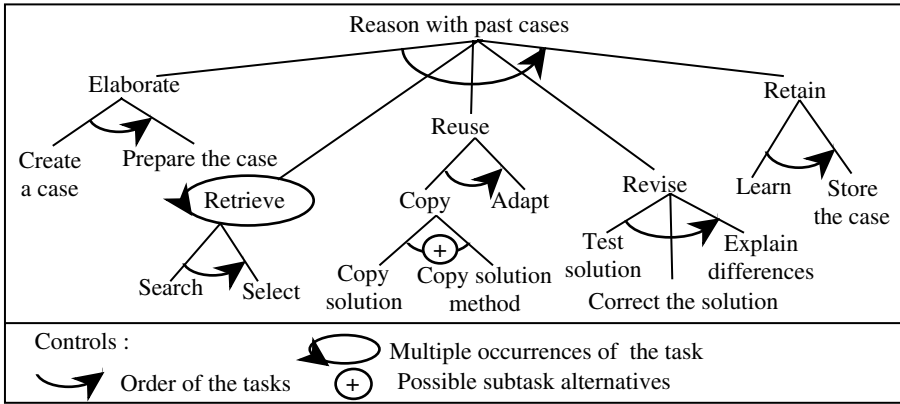 Reason with past cases
Elaborate
Retain
Reuse
Create
a case
Prepare the case
Retrieve
Copy
Adapt
Revise
Learn
Store
the case
Test
solution
Explain
differences
Search
Select
Copy
solution
+
Copy solution
method
Correct the solution
Controls :
Multiple occurrences of the task
Order of the tasks
+
Possible subtask alternatives